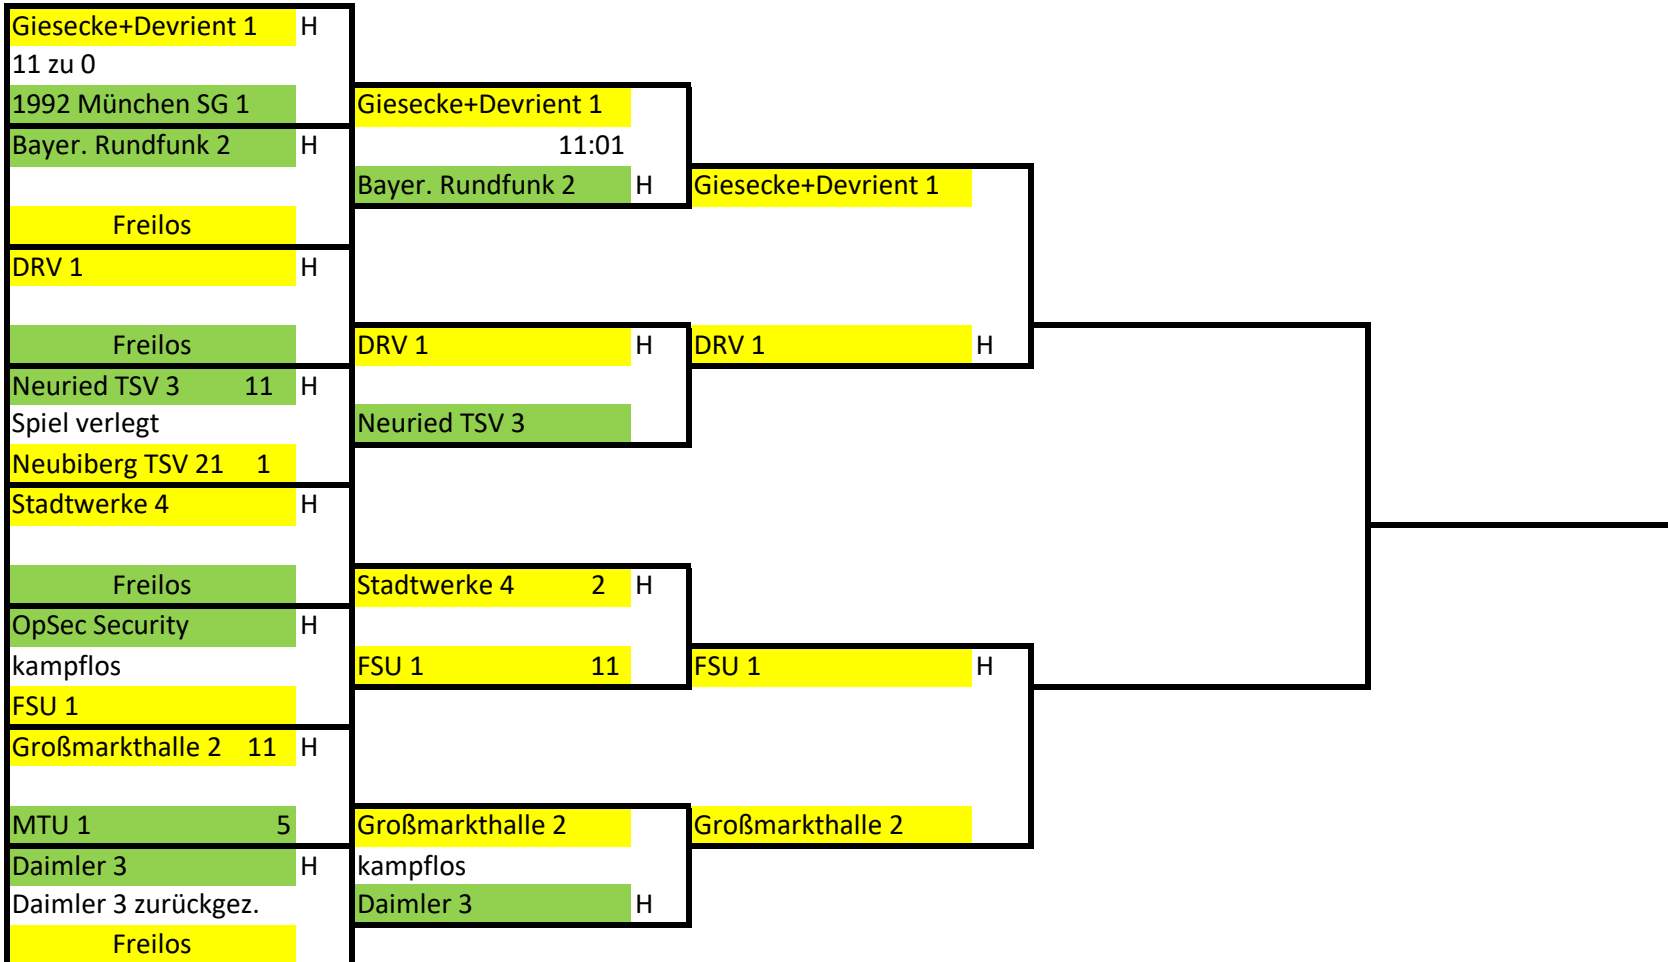 Giesecke+Devrient 1 H
11 zu 0
1992 München SG 1 Giesecke+Devrient 1
Bayer. Rundfunk 2 H 11:01
Bayer. Rundfunk 2 H Giesecke+Devrient 1
Freilos
DRV 1 H
Freilos DRV 1 H DRV 1 H
Neuried TSV 3 11 H
Spiel verlegt Neuried TSV 3
Neubiberg TSV 21 1
Stadtwerke 4 H
Freilos Stadtwerke 4 2 H
OpSec Security H
kampflos FSU 1 11 FSU 1 H
FSU 1
Großmarkthalle 2 11 H
MTU 1 5 Großmarkthalle 2 Großmarkthalle 2
Daimler 3 H kampflos
Daimler 3 zurückgez. Daimler 3 H
Freilos